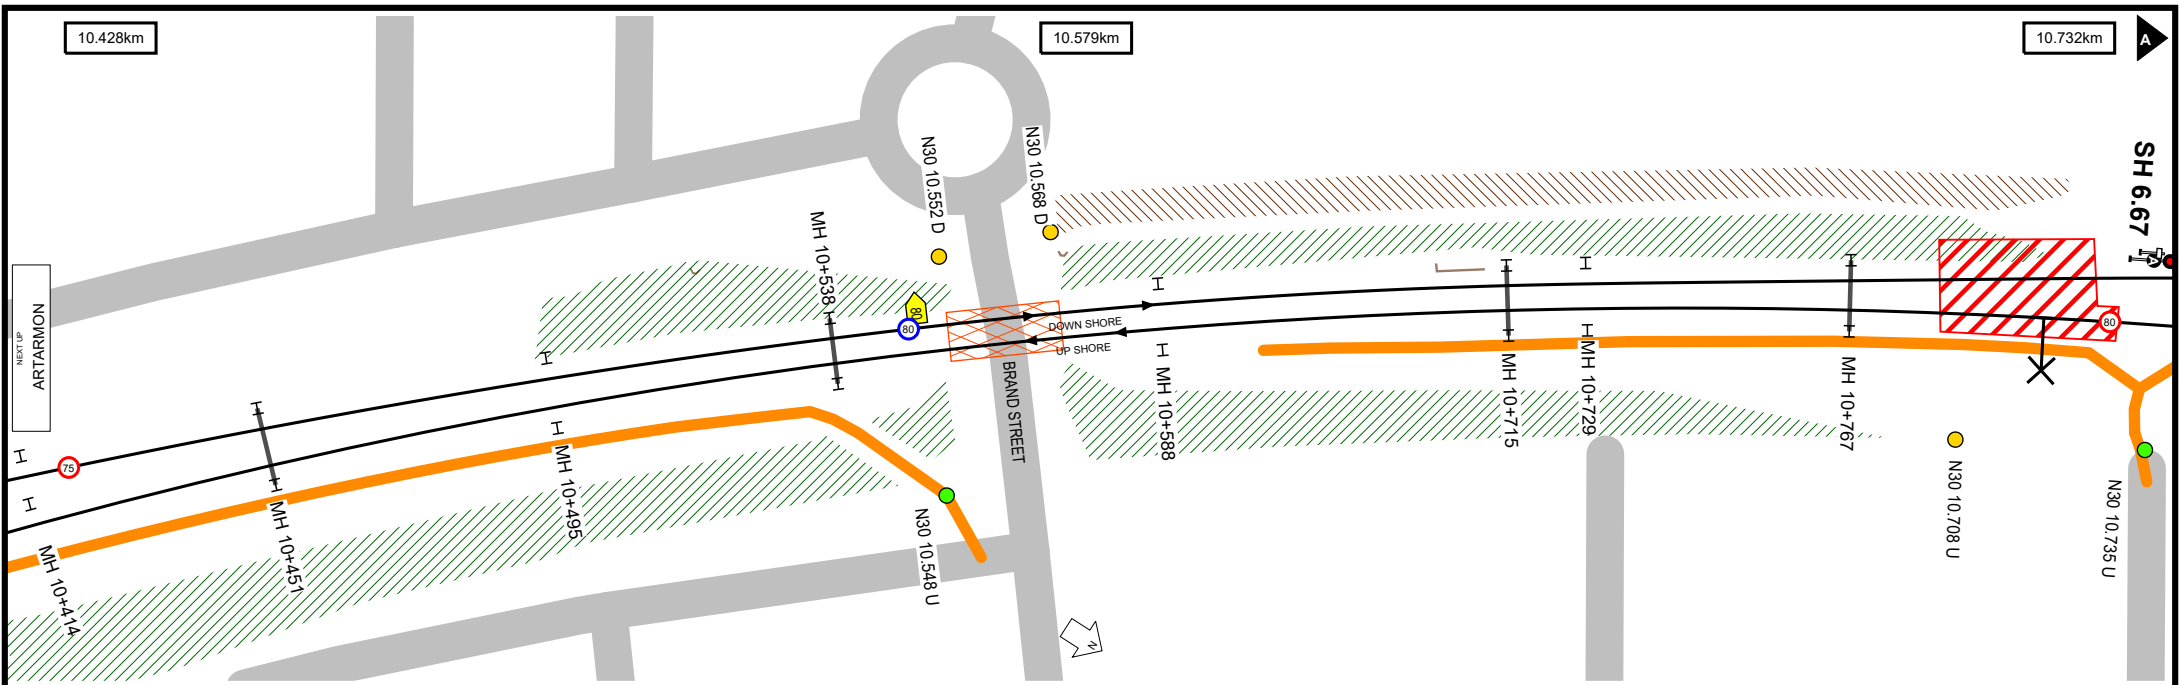 10.428km
10.579km
10.732km
A
SH 6.67
A
N30 10.552 D
N30 10.568 D
MH 10+538
80
80
DOWN SHORE
UP SHORE
BRAND STREET
NEXT UP
ARTARMON
75
80
MH 10+414
MH 10+451
MH 10+495
N30 10.548 U
MH 10+588
MH 10+715
MH 10+729
MH 10+767
N30 10.708 U
N30 10.735 U
N